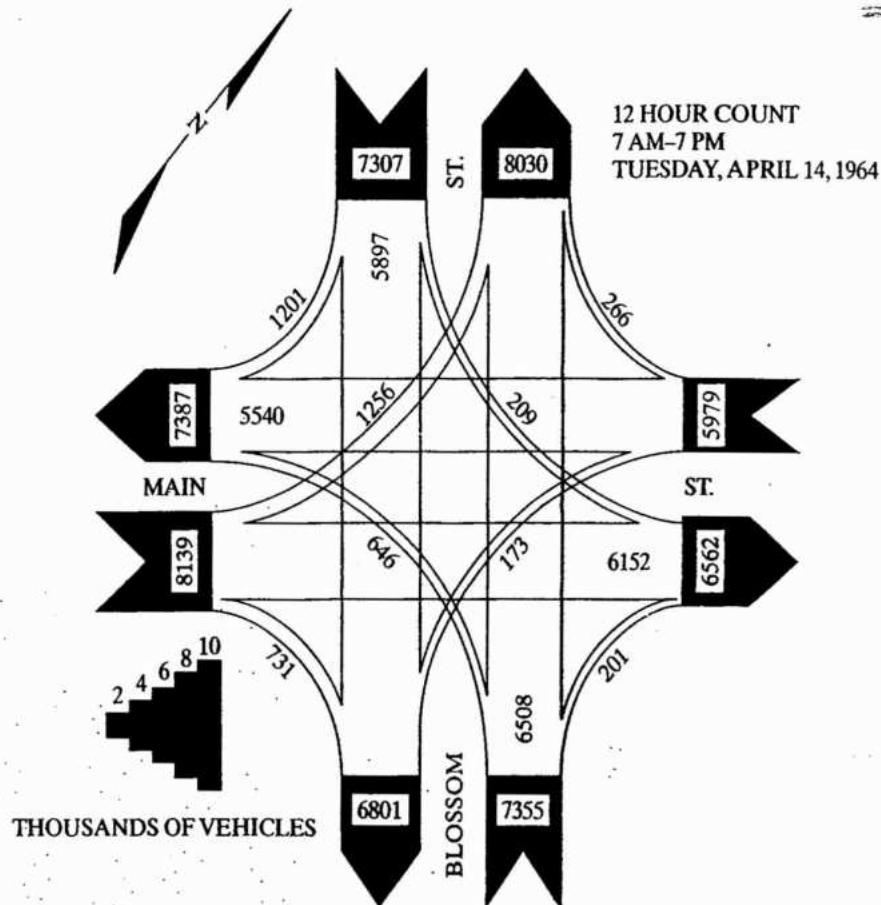 N
12 HOUR COUNT
7 AM–7 PM
TUESDAY, APRIL 14, 1964
7307
ST.
8030
5897
1201
266
7387
5540
1256
209
5979
MAIN
ST.
8139
646
173
6152
6562
731
201
2 4 6 8 10
6508
THOUSANDS OF VEHICLES
6801
BLOSSOM
7355